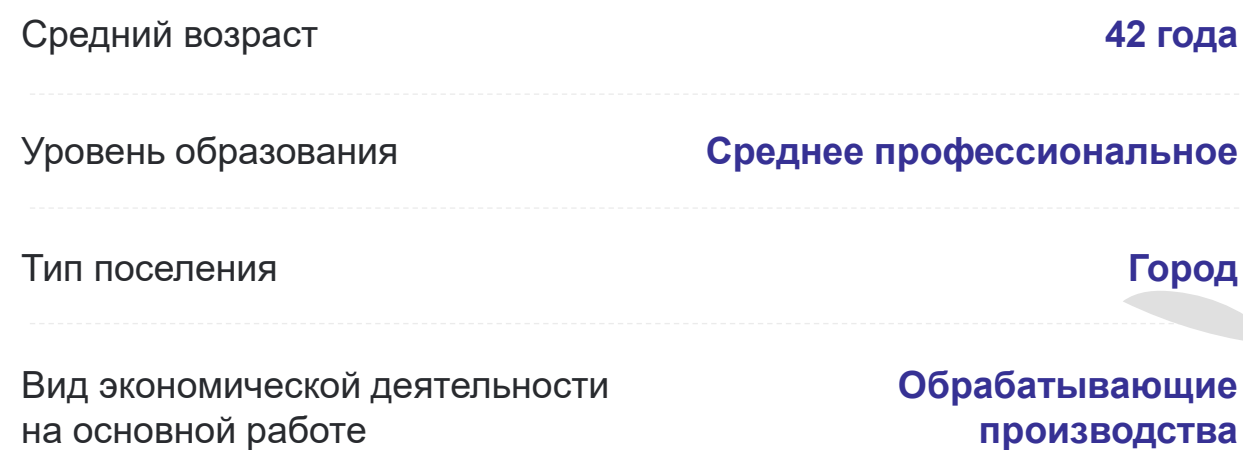 Средний возраст 42 года
Уровень образования Среднее профессиональное
Тип поселения Город
Вид экономической деятельности Обрабатывающие
на основной работе производства